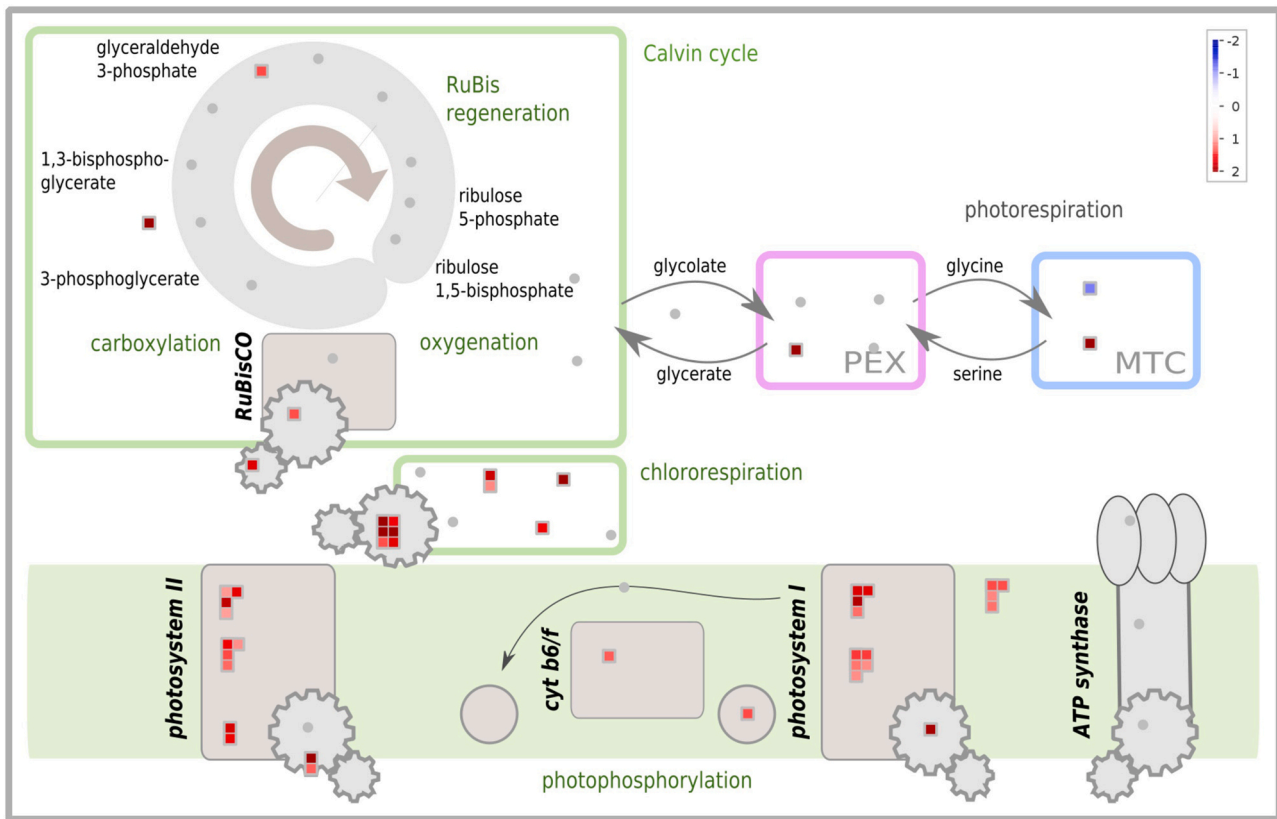 glyceraldehyde
3-phosphate
Calvin cycle
RuBis
regeneration
1,3-bisphospho-
glycerate
ribulose
5-phosphate
3-phosphoglycerate
ribulose
1,5-bisphosphate
carboxylation
oxygenation
RuBisCO
-2
-1
0
1
2
photorespiration
glycolate
glycine
glycerate
PEX
serine
MTC
chlororespiration
photosystem II
cyt b6/f
photosystem I
ATP synthase
photophosphorylation